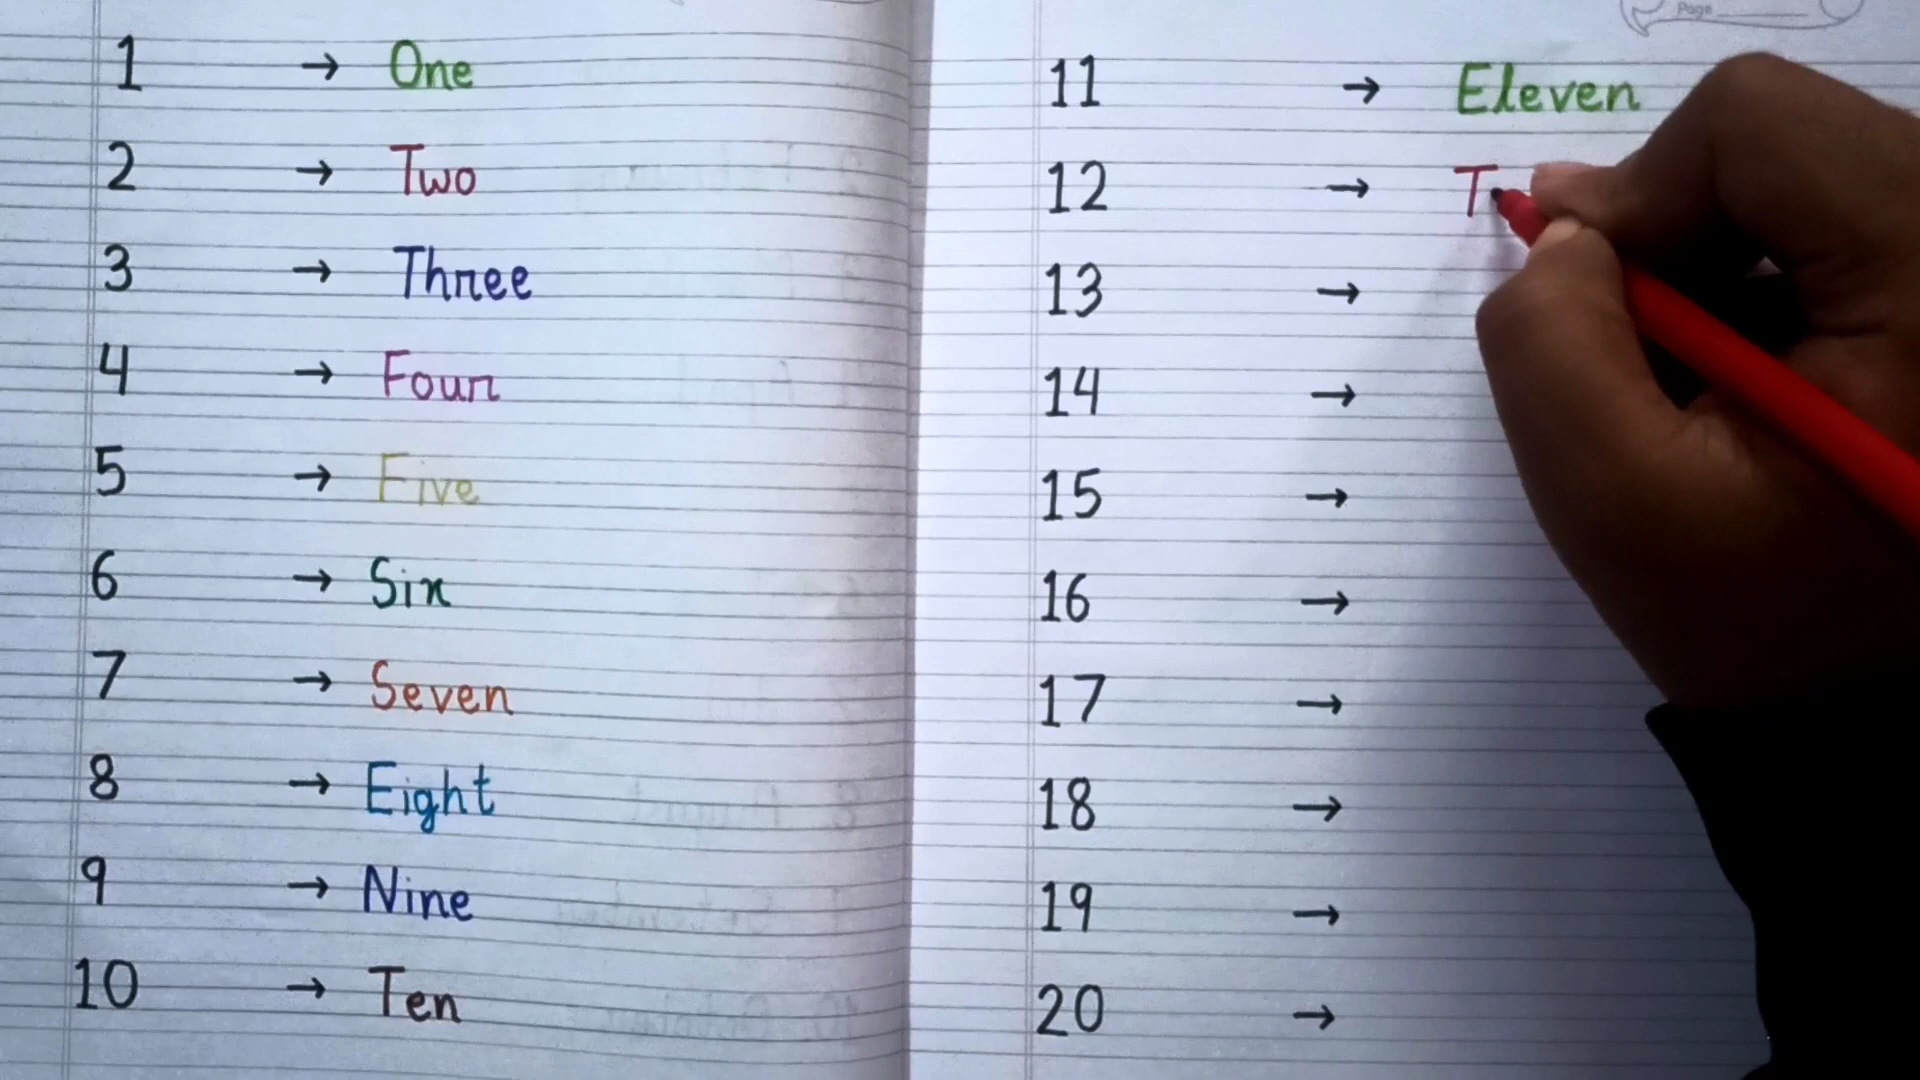 1 → One
2 → Two
3 → Three
4 → Four
5 → Five
6 → Six
7 → Seven
8 → Eight
9 → Nine
10 → Ten
Page
11 → Eleven
12 → T
13 →
14 →
15 →
16 →
17 →
18 →
19 →
20 →